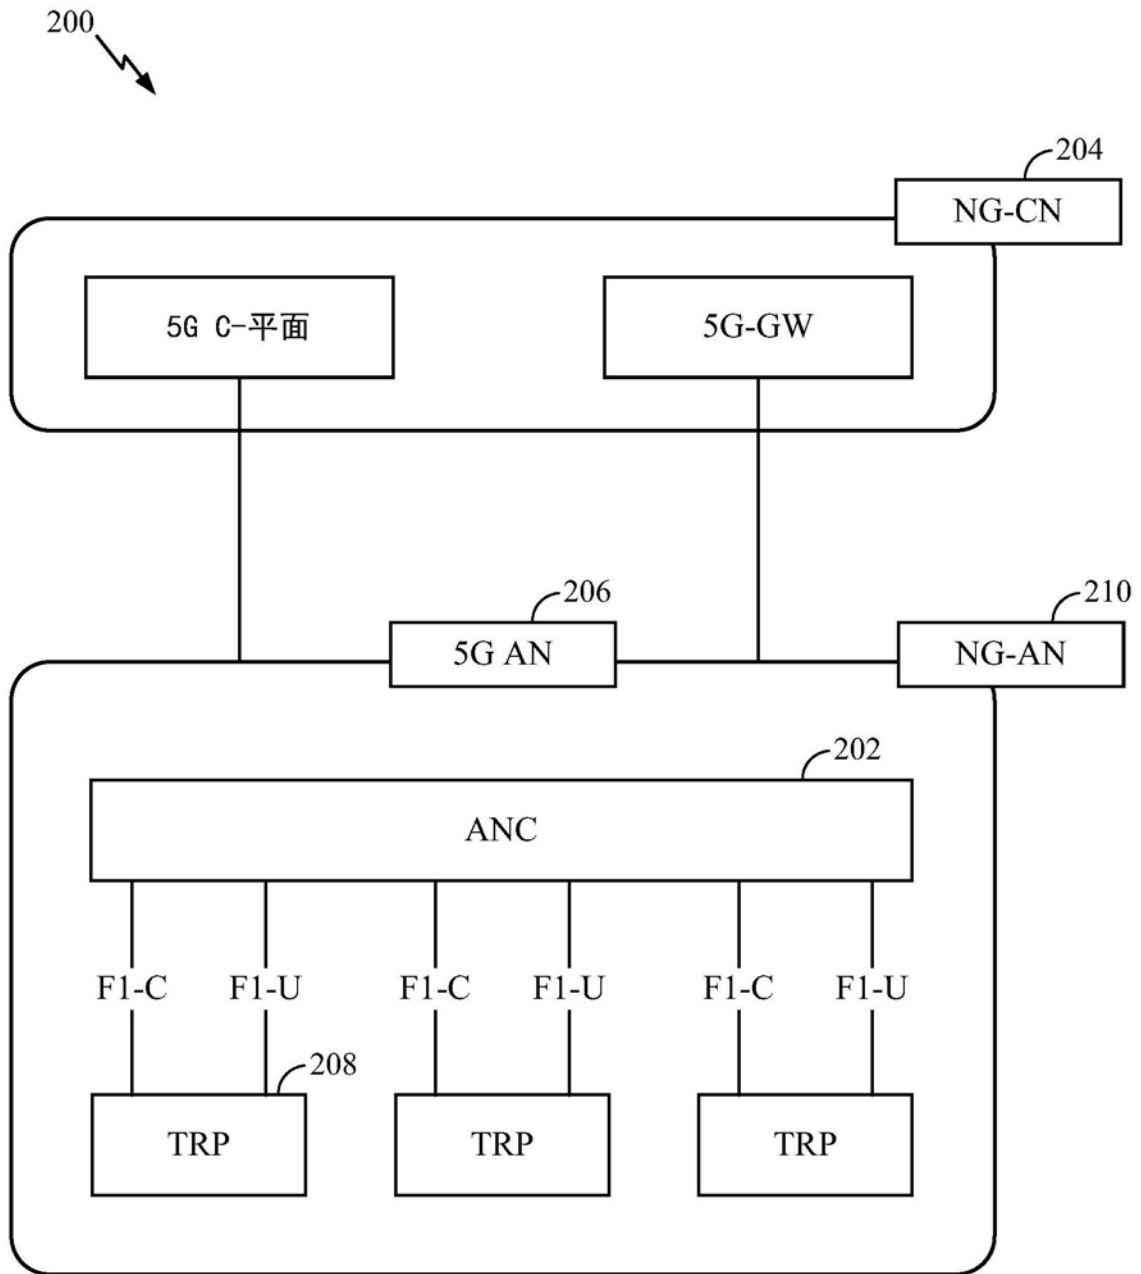 200
204
NG-CN
5G C-平面
5G-GW
206
210
5G AN
NG-AN
202
ANC
F1-C F1-U F1-C F1-U F1-C F1-U
208
TRP TRP TRP